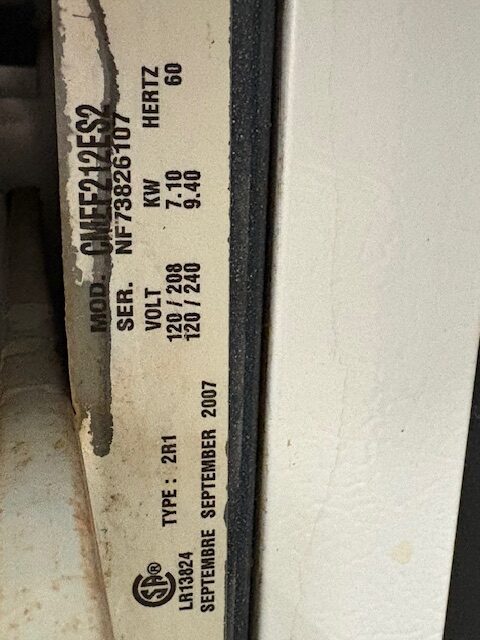 MOD. CMEF212ES2
SER. NF73826107
VOLT KW HERTZ
120 / 208 7.10 60
120 / 240 9.40
TYPE : 2R1
CSA®
LR13824
SEPTEMBRE SEPTEMBER 2007